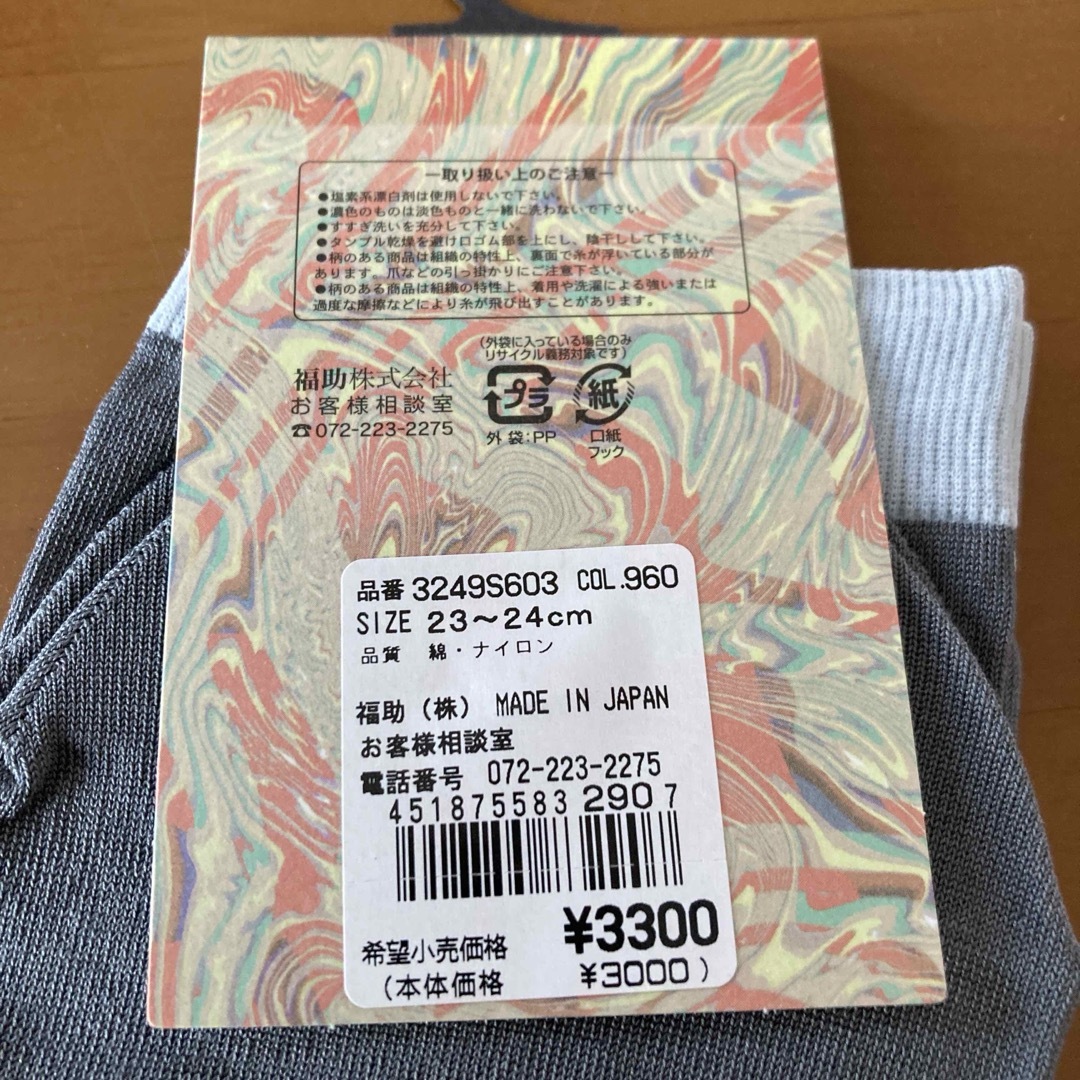 ー取り扱い上のご注意ー
●塩素系漂白剤は使用しないで下さい。
●濃色のものは淡色ものと一緒に洗わないで下さい。
●すすぎ洗いを充分して下さい。
●タンブル乾燥を避け口ゴム部を上にし、陰干しして下さい。
●柄のある商品は組織の特性上、裏面で糸が浮いている部分が
あります。爪などの引っ掛かりにご注意下さい。
●柄のある商品は組織の特性上、着用や洗濯による強いまたは
過度な摩擦などにより糸が飛び出すことがあります。
(外袋に入っている場合のみ
リサイクル義務対象です)
福助株式会社
お客様相談室
☎072-223-2275
プラ
外袋:PP
紙
口紙
フック
品番 3249S603 COL.960
SIZE 23～24cm
品質 綿・ナイロン
福助（株） MADE IN JAPAN
お客様相談室
電話番号 072-223-2275
4518755832907
¥3300
希望小売価格
(本体価格 ¥3000)